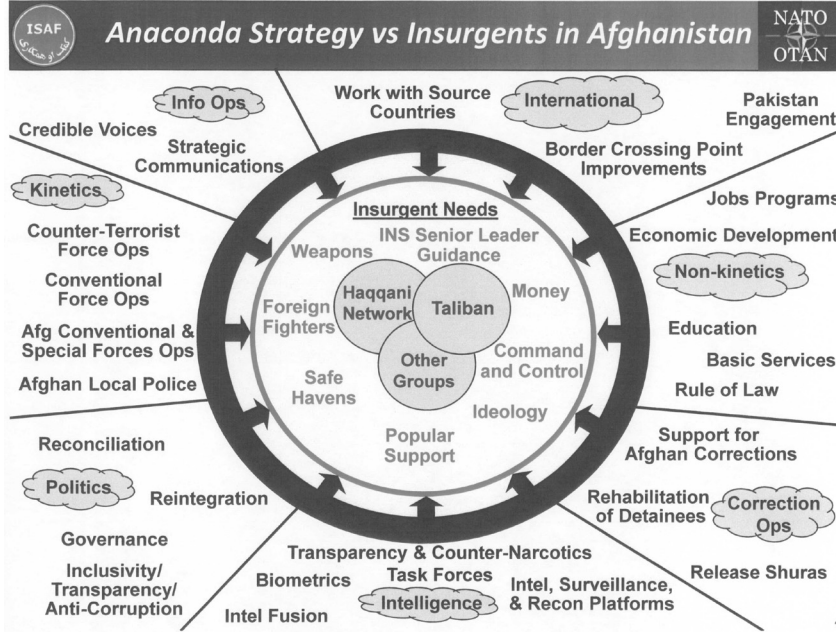 ISAF
کمک او همکاری
Anaconda Strategy vs Insurgents in Afghanistan
NATO
OTAN
Info Ops
Credible Voices
Strategic
Communications
Work with Source
Countries
International
Pakistan
Engagement
Border Crossing Point
Improvements
Kinetics
Counter-Terrorist
Force Ops
Conventional
Force Ops
Afg Conventional &
Special Forces Ops
Afghan Local Police
Insurgent Needs
Weapons
INS Senior Leader
Guidance
Haqqani
Network
Taliban
Money
Foreign
Fighters
Other
Groups
Command
and Control
Safe
Havens
Ideology
Popular
Support
Jobs Programs
Economic Development
Non-kinetics
Education
Basic Services
Rule of Law
Reconciliation
Politics
Reintegration
Governance
Inclusivity/
Transparency/
Anti-Corruption
Transparency & Counter-Narcotics
Task Forces
Biometrics
Intelligence
Intel, Surveillance,
& Recon Platforms
Intel Fusion
Support for
Afghan Corrections
Rehabilitation
of Detainees
Correction
Ops
Release Shuras